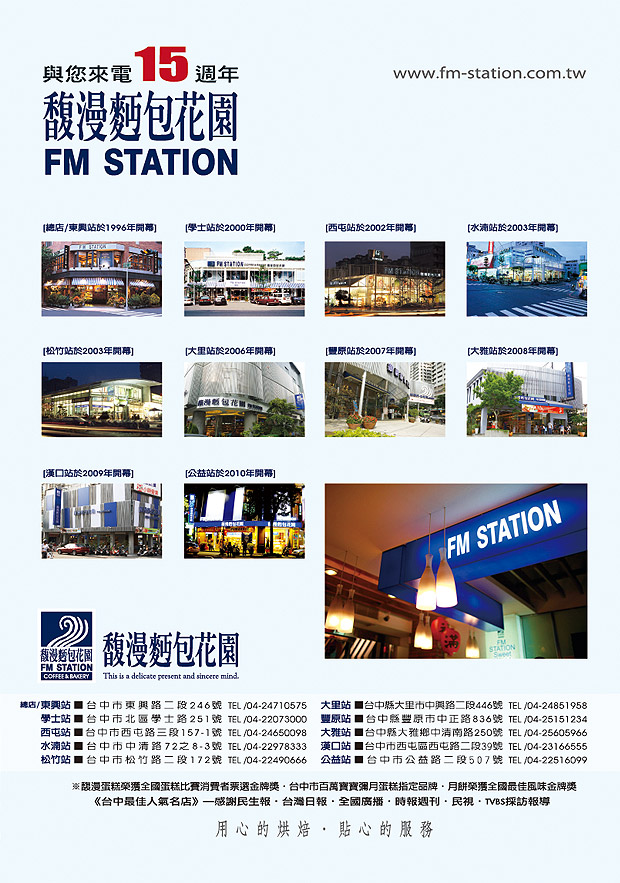 與您來電15週年
www.fm-station.com.tw
馥漫麵包花園
FM STATION
[總店/東興站於1996年開幕]
[學士站於2000年開幕]
[西屯站於2002年開幕]
[水湳站於2003年開幕]
FM STATION
FM STATION
FM STATION
[松竹站於2003年開幕]
[大里站於2006年開幕]
[豐原站於2007年開幕]
[大雅站於2008年開幕]
馥漫麵包花園
[漢口站於2009年開幕]
[公益站於2010年開幕]
FM STATION
FM
STATION
Sweet
馥漫麵包花園
FM STATION
COFFEE & BAKERY
馥漫麵包花園
This is a delicate present and sincere mind.
總店/東興站■台中市東興路二段246號 TEL /04-24710575
學士站■台中市北區學士路251號 TEL /04-22073000
西屯站■台中市西屯路三段157-1號 TEL /04-24650098
水湳站■台中市中清路72之8-3號 TEL /04-22978333
松竹站■台中市松竹路二段172號 TEL /04-22490666
大里站■台中縣大里市中興路二段446號 TEL /04-24851958
豐原站■台中縣豐原市中正路836號 TEL /04-25151234
大雅站■台中縣大雅鄉中清南路250號 TEL /04-25605966
漢口站■台中市西屯區西屯路二段39號 TEL /04-23166555
公益站■台中市公益路二段507號 TEL /04-22516099
※馥漫蛋糕榮獲全國蛋糕比賽消費者票選金牌獎‧台中市百萬寶寶彌月蛋糕指定品牌‧月餅榮獲全國最佳風味金牌獎
《台中最佳人氣名店》—感謝民生報‧台灣日報‧全國廣播‧時報週刊‧民視‧TVBS採訪報導
用心的烘焙‧貼心的服務